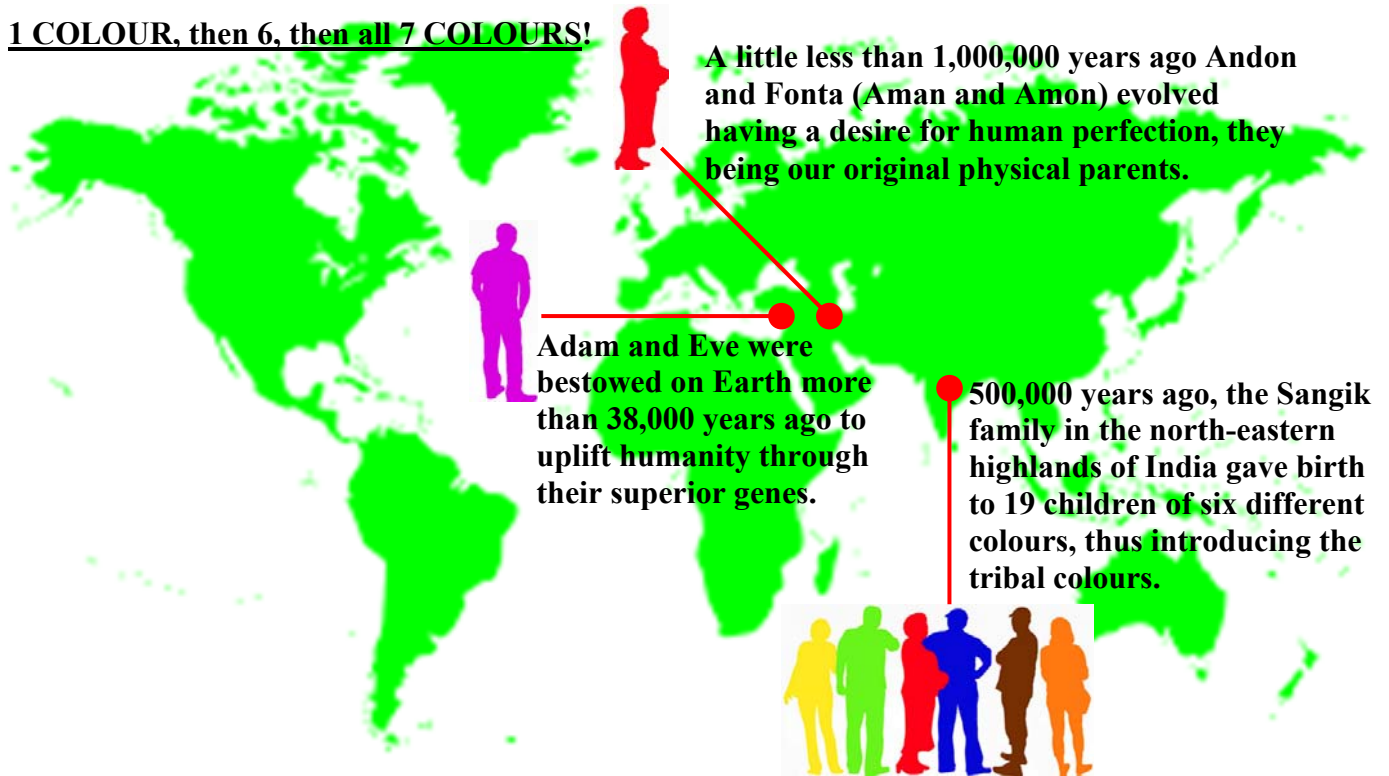 1 COLOUR, then 6, then all 7 COLOURS!
A little less than 1,000,000 years ago Andon
and Fonta (Aman and Amon) evolved
having a desire for human perfection, they
being our original physical parents.
Adam and Eve were
bestowed on Earth more
than 38,000 years ago to
uplift humanity through
their superior genes.
500,000 years ago, the Sangik
family in the north-eastern
highlands of India gave birth
to 19 children of six different
colours, thus introducing the
tribal colours.